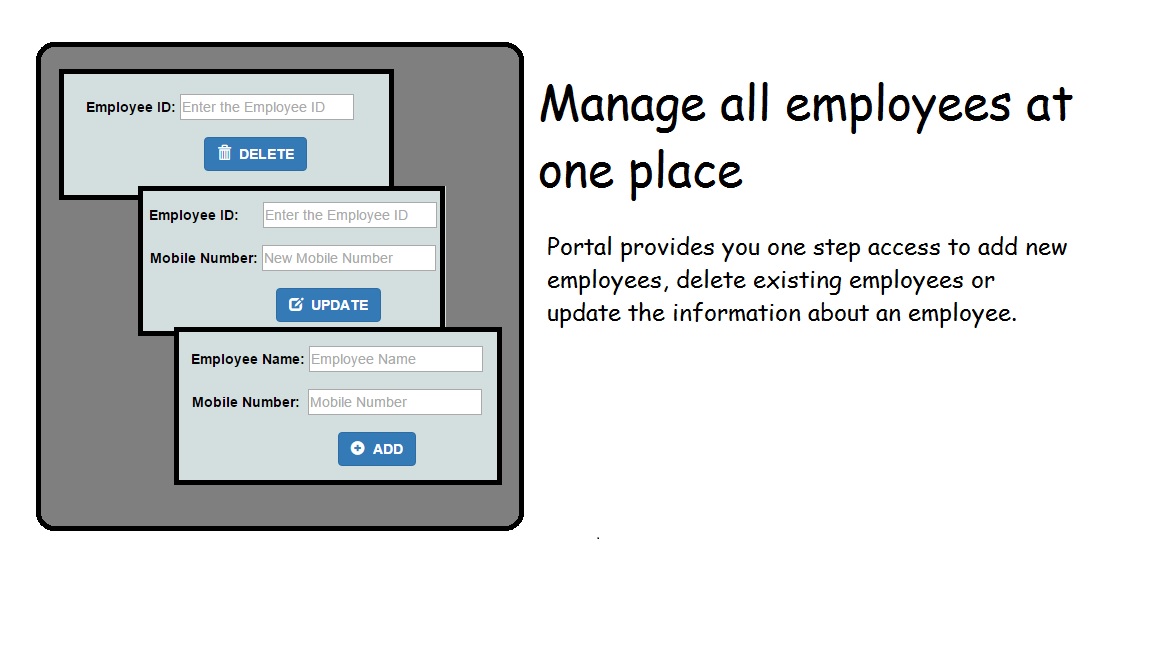 Employee ID: Enter the Employee ID
DELETE
Employee ID: Enter the Employee ID
Mobile Number: New Mobile Number
UPDATE
Employee Name: Employee Name
Mobile Number: Mobile Number
ADD
Manage all employees at
one place
Portal provides you one step access to add new
employees, delete existing employees or
update the information about an employee.
.